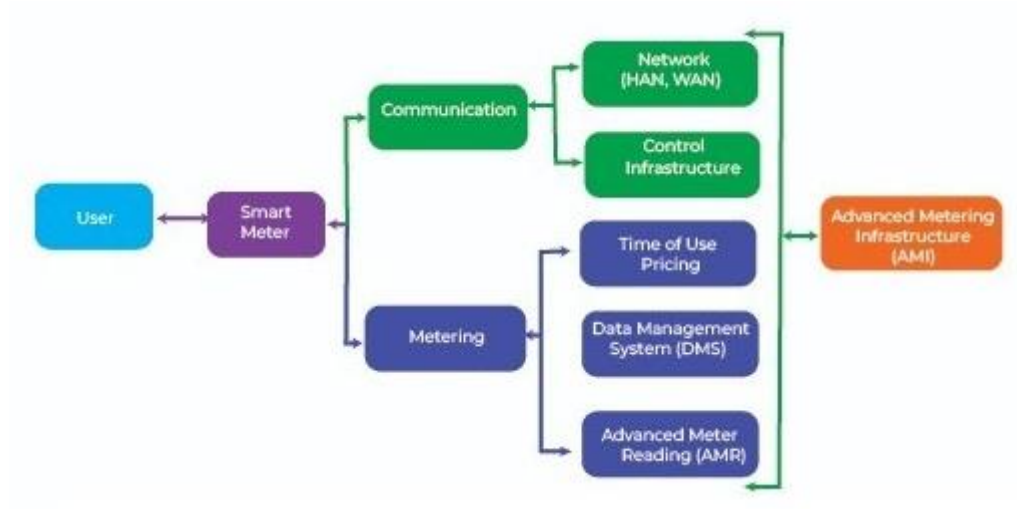 User
Smart
Meter
Communication
Metering
Network
(HAN, WAN)
Control
Infrastructure
Time of Use
Pricing
Data Management
System (DMS)
Advanced Meter
Reading (AMR)
Advanced Metering
Infrastructure
(AMI)